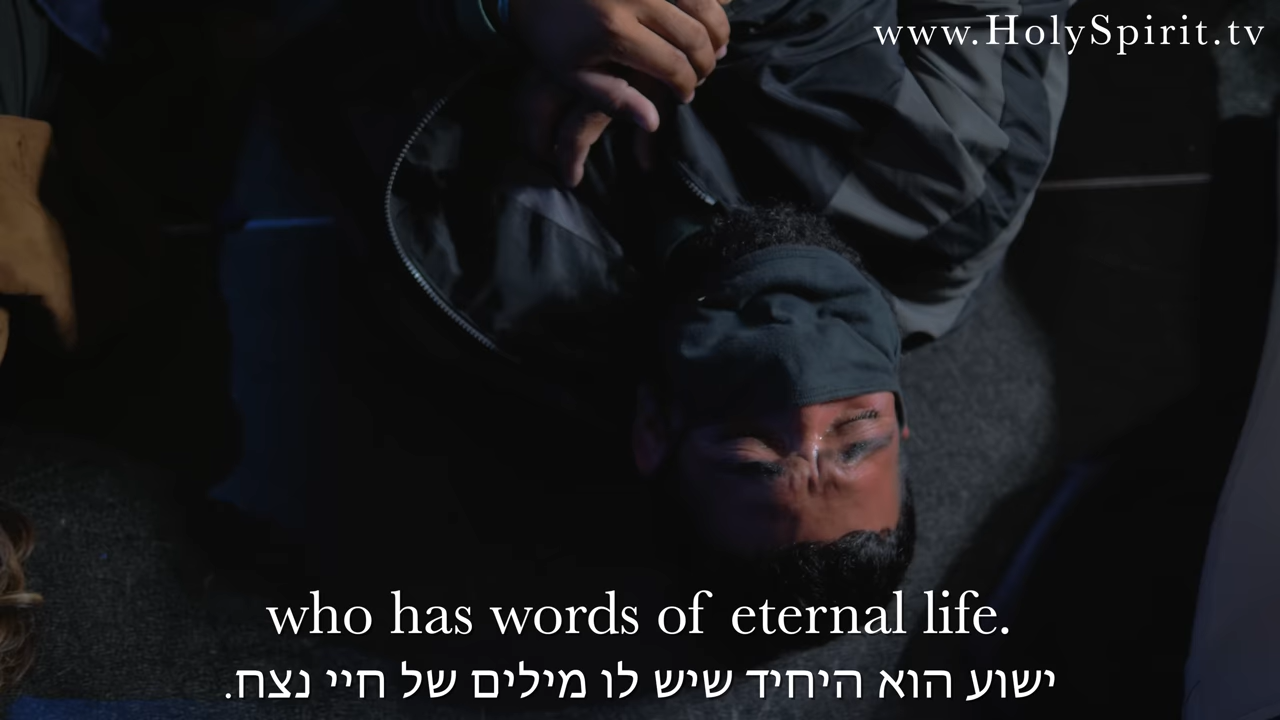 www.HolySpirit.tv
who has words of eternal life.
ישוע הוא היחיד שיש לו מילים של חיי נצח.